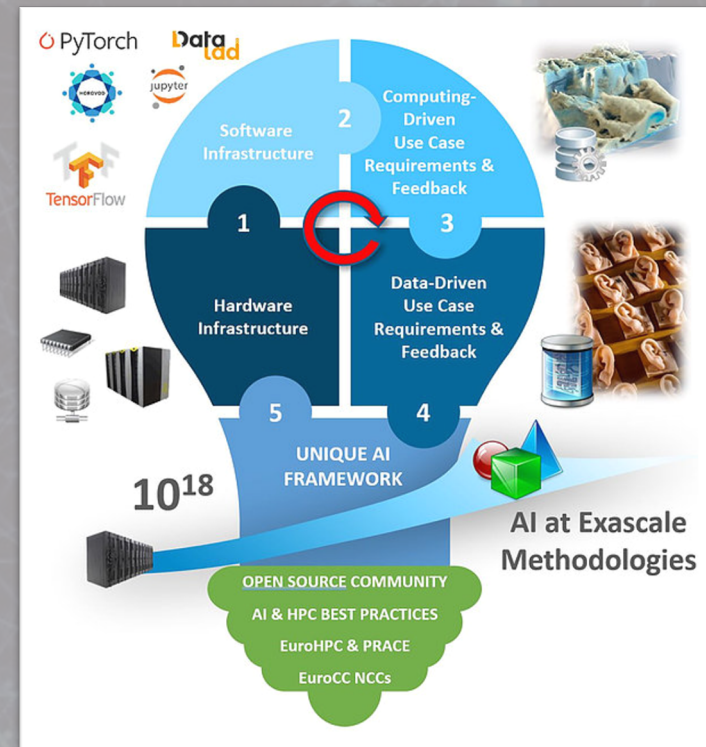 PyTorch
Data
Lad
HOROVOD
jupyter
TensorFlow
Software
Infrastructure
2
Computing-
Driven
Use Case
Requirements &
Feedback
1
3
Hardware
Infrastructure
Data-Driven
Use Case
Requirements &
Feedback
5
4
UNIQUE AI
FRAMEWORK
10¹⁸
AI at Exascale
Methodologies
OPEN SOURCE COMMUNITY
AI & HPC BEST PRACTICES
EuroHPC & PRACE
EuroCC NCCs